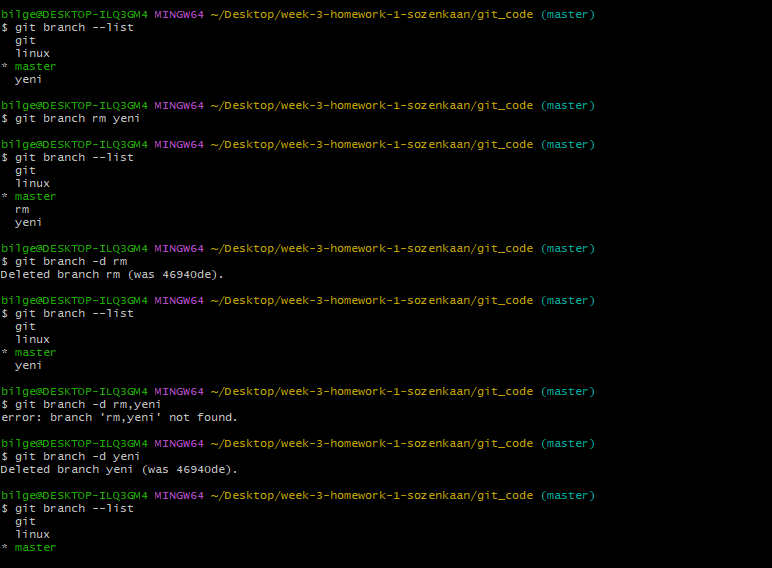 bilge@DESKTOP-ILQ3GM4 MINGW64 ~/Desktop/week-3-homework-1-sozenkaan/git_code (master)
$ git branch --list
  git
  linux
* master
  yeni
bilge@DESKTOP-ILQ3GM4 MINGW64 ~/Desktop/week-3-homework-1-sozenkaan/git_code (master)
$ git branch rm yeni
bilge@DESKTOP-ILQ3GM4 MINGW64 ~/Desktop/week-3-homework-1-sozenkaan/git_code (master)
$ git branch --list
  git
  linux
* master
  rm
  yeni
bilge@DESKTOP-ILQ3GM4 MINGW64 ~/Desktop/week-3-homework-1-sozenkaan/git_code (master)
$ git branch -d rm
Deleted branch rm (was 46940de).
bilge@DESKTOP-ILQ3GM4 MINGW64 ~/Desktop/week-3-homework-1-sozenkaan/git_code (master)
$ git branch --list
  git
  linux
* master
  yeni
bilge@DESKTOP-ILQ3GM4 MINGW64 ~/Desktop/week-3-homework-1-sozenkaan/git_code (master)
$ git branch -d rm,yeni
error: branch 'rm,yeni' not found.
bilge@DESKTOP-ILQ3GM4 MINGW64 ~/Desktop/week-3-homework-1-sozenkaan/git_code (master)
$ git branch -d yeni
Deleted branch yeni (was 46940de).
bilge@DESKTOP-ILQ3GM4 MINGW64 ~/Desktop/week-3-homework-1-sozenkaan/git_code (master)
$ git branch --list
  git
  linux
* master